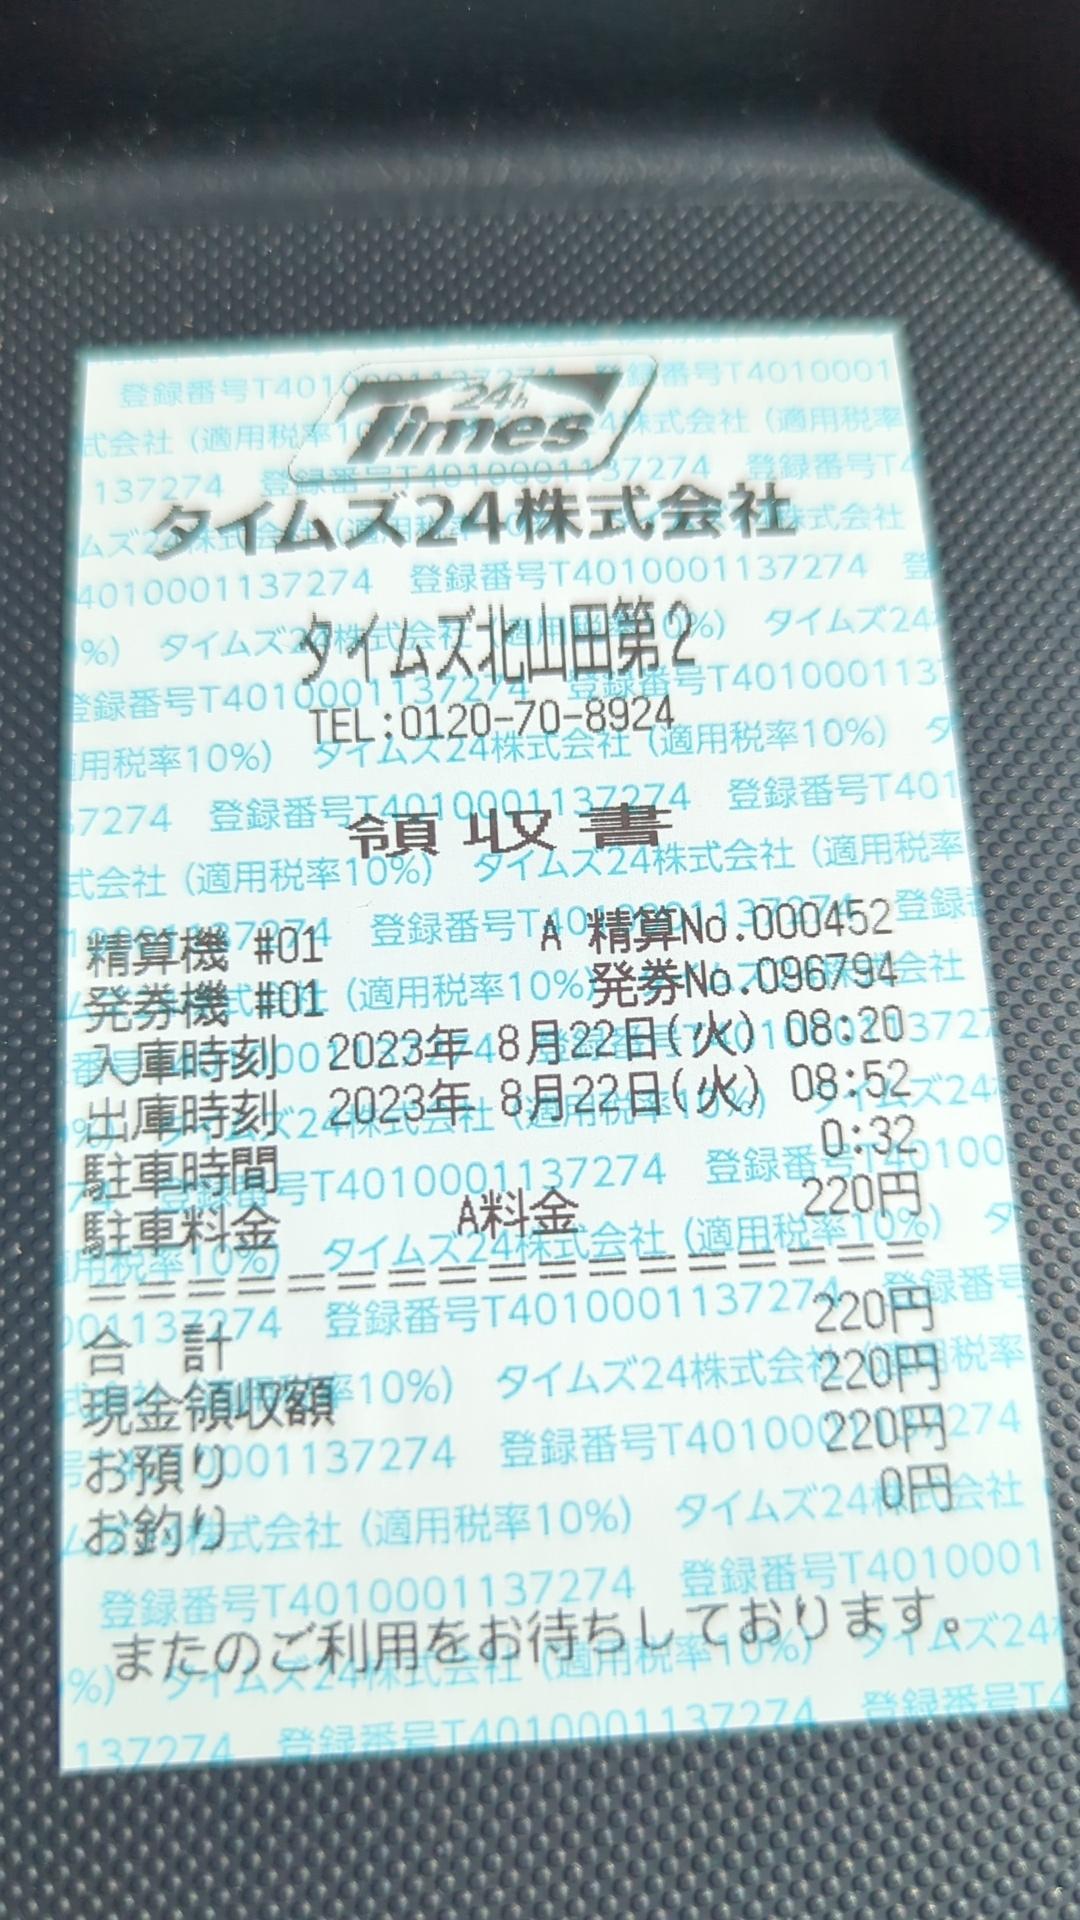 24h
Times
タイムズ24株式会社
タイムズ北山田第2
TEL:0120-70-8924
領収書
精算機 #01 A 精算No.000452
発券機 #01 発券No.096794
入庫時刻 2023年 8月22日(火) 08:20
出庫時刻 2023年 8月22日(火) 08:52
駐車時間 0:32
駐車料金 A料金 220円
====================
合 計 220円
現金領収額 220円
お預り 220円
お釣り 0円
またのご利用をお待ちしております。
登録番号T4010001137274
タイムズ24株式会社 (適用税率10%)